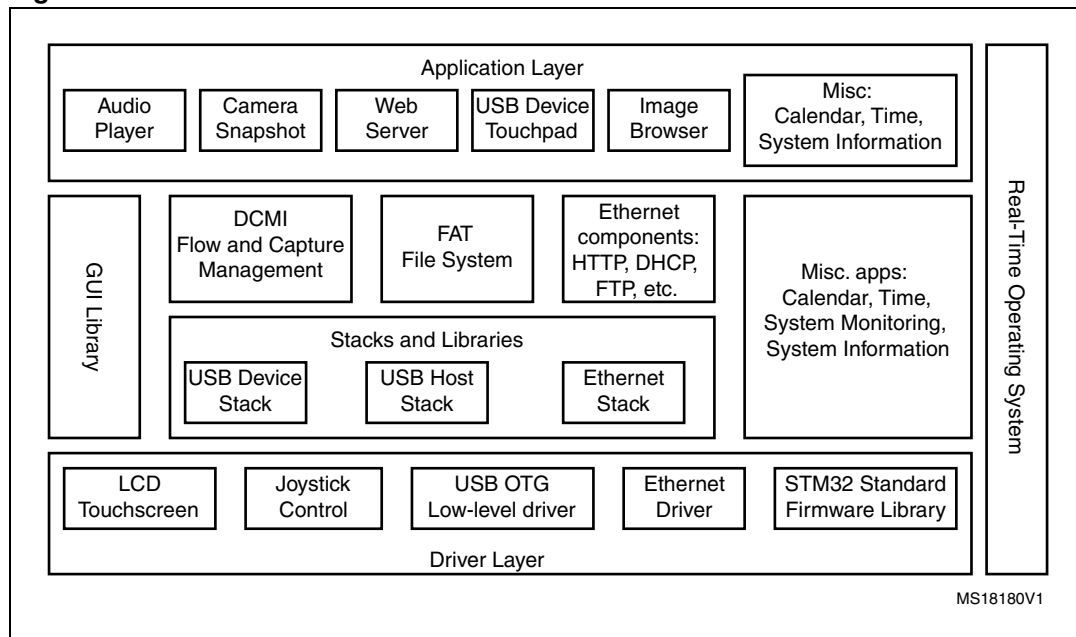 Application Layer
Audio
Player
Camera
Snapshot
Web
Server
USB Device
Touchpad
Image
Browser
Misc:
Calendar, Time,
System Information
GUI Library
DCMI
Flow and Capture
Management
FAT
File System
Ethernet
components:
HTTP, DHCP,
FTP, etc.
Misc. apps:
Calendar, Time,
System Monitoring,
System Information
Stacks and Libraries
USB Device
Stack
USB Host
Stack
Ethernet
Stack
LCD
Touchscreen
Joystick
Control
USB OTG
Low-level driver
Ethernet
Driver
STM32 Standard
Firmware Library
Driver Layer
Real-Time Operating System
MS18180V1